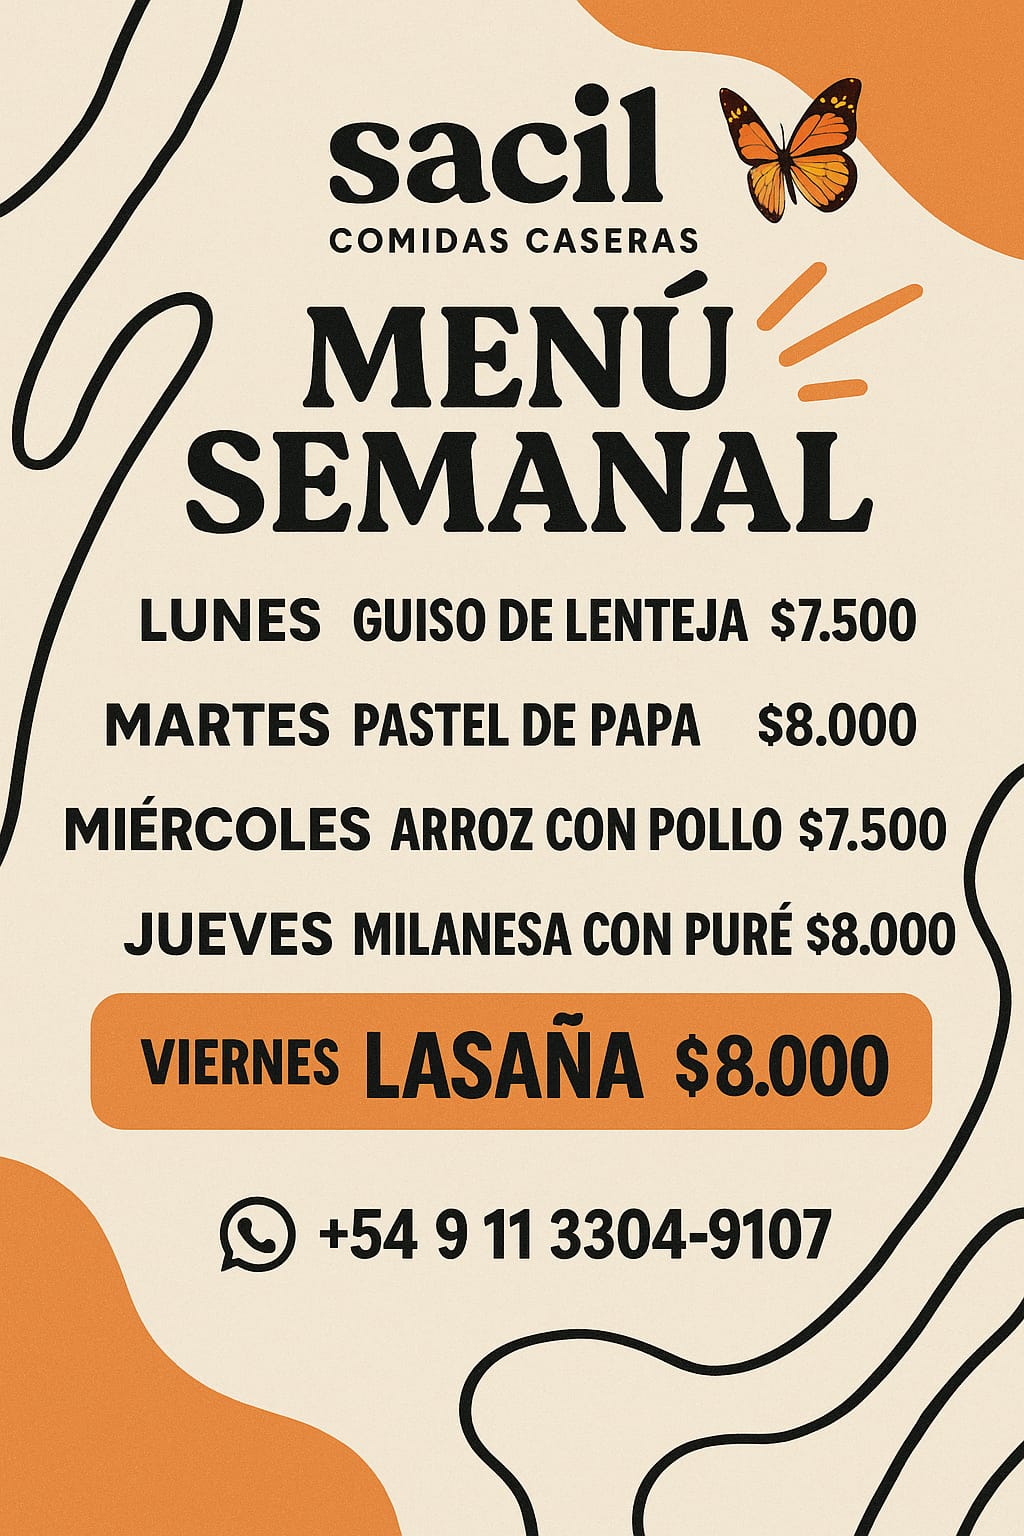 sacil
COMIDAS CASERAS
MENÚ
SEMANAL
LUNES GUISO DE LENTEJA $7.500
MARTES PASTEL DE PAPA $8.000
MIÉRCOLES ARROZ CON POLLO $7.500
JUEVES MILANESA CON PURÉ $8.000
VIERNES LASAÑA $8.000
+54 9 11 3304-9107